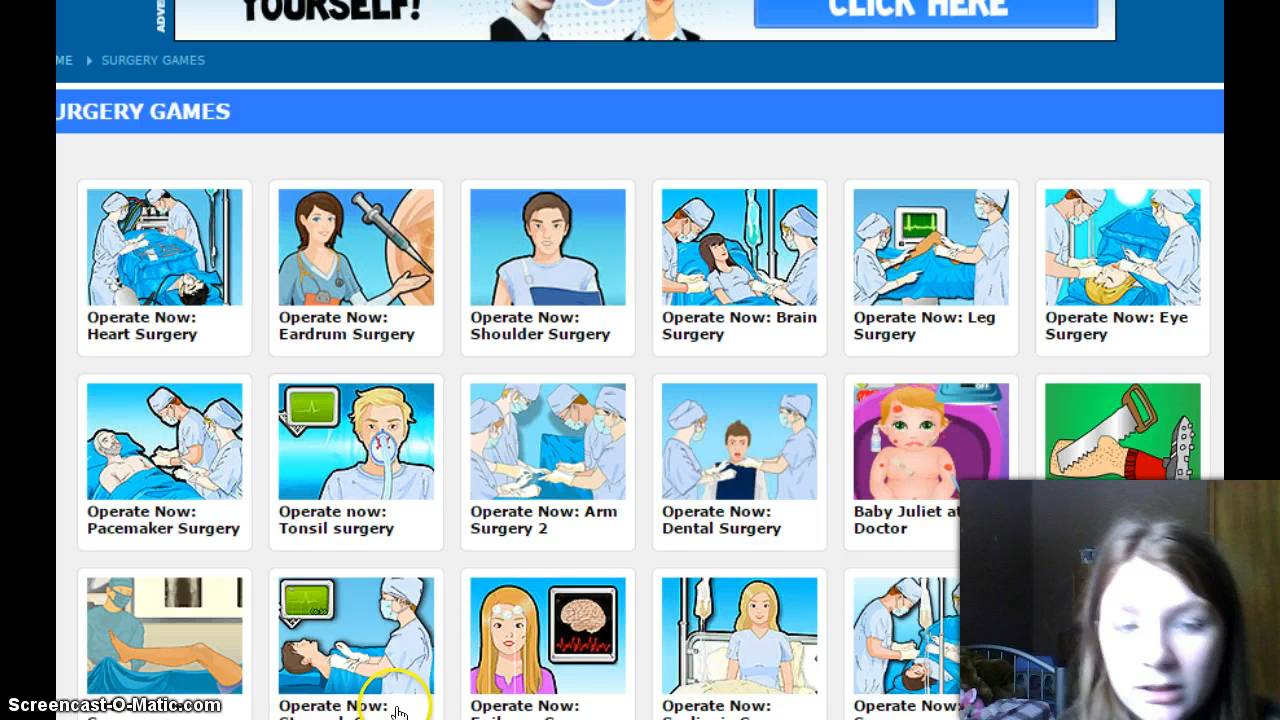 YOURSELF!
CLICK HERE
ME
SURGERY GAMES
URGERY GAMES
Operate Now:
Heart Surgery
Operate Now:
Eardrum Surgery
Operate Now:
Shoulder Surgery
Operate Now: Brain
Surgery
Operate Now: Leg
Surgery
Operate Now: Eye
Surgery
OFF
Operate Now:
Pacemaker Surgery
Operate now:
Tonsil surgery
Operate Now: Arm
Surgery 2
Operate Now:
Dental Surgery
Baby Juliet at
Doctor
Operate Now:
Operate Now:
Operate Now:
Operate Now:
Screencast-O-Matic.com